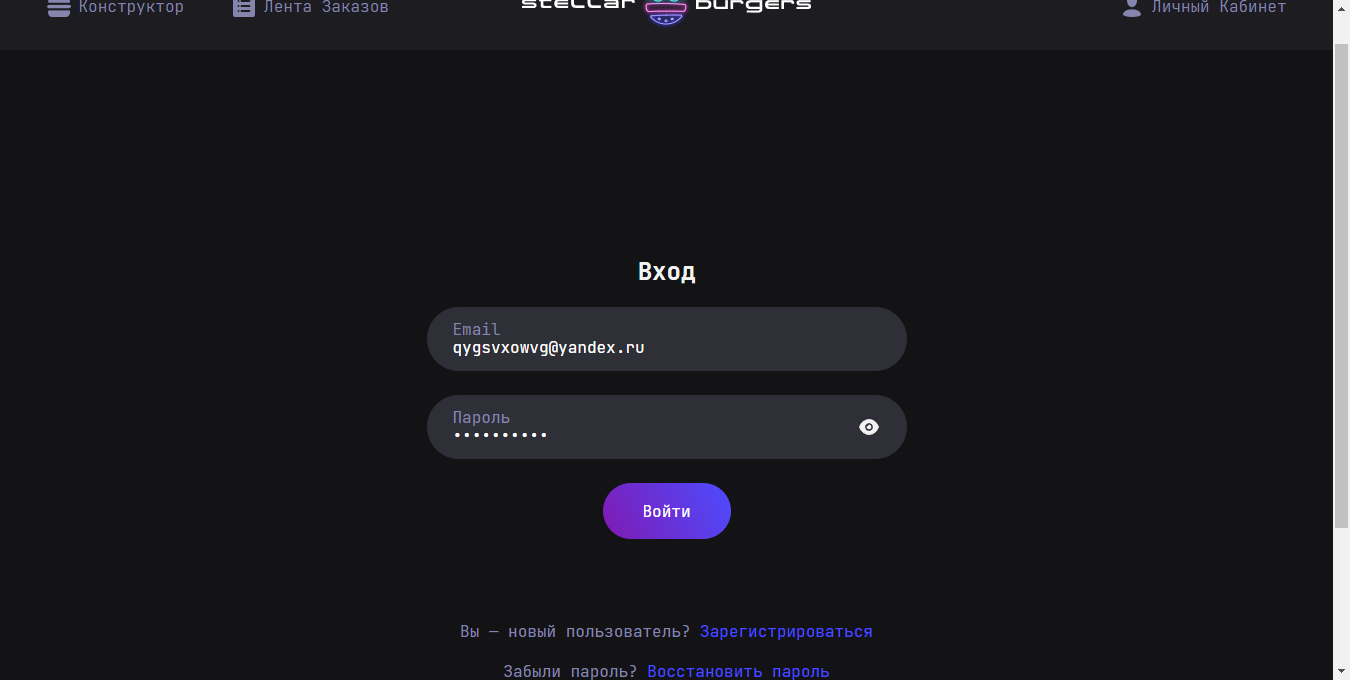 Конструктор Лента Заказов stellar burgers Личный Кабинет
Вход
Email
qygsvxowvg@yandex.ru
Пароль
••••••••••
Войти
Вы — новый пользователь? Зарегистрироваться
Забыли пароль? Восстановить пароль